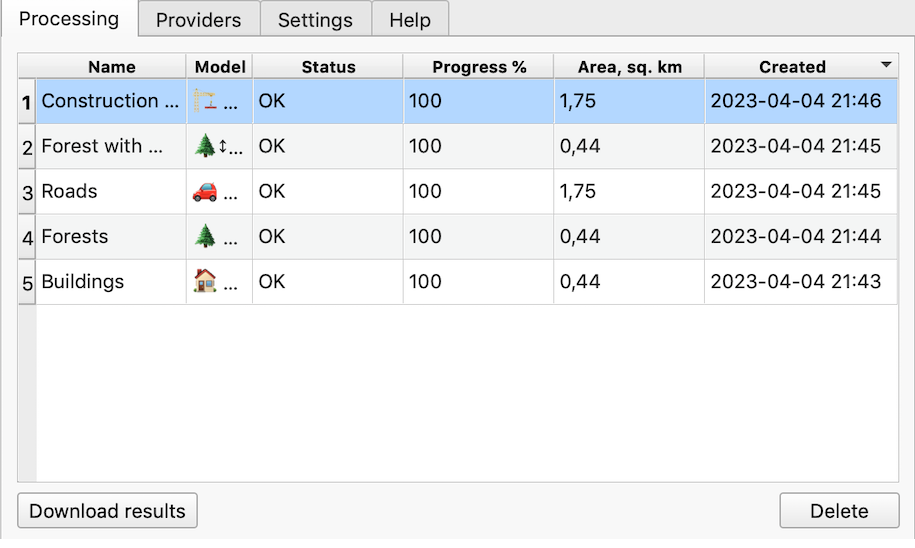 Processing Providers Settings Help
Name Model Status Progress % Area, sq. km Created
1 Construction ... ... OK 100 1,75 2023-04-04 21:46
2 Forest with ... ↕... OK 100 0,44 2023-04-04 21:45
3 Roads ... OK 100 1,75 2023-04-04 21:45
4 Forests ... OK 100 0,44 2023-04-04 21:44
5 Buildings ... OK 100 0,44 2023-04-04 21:43
Download results Delete